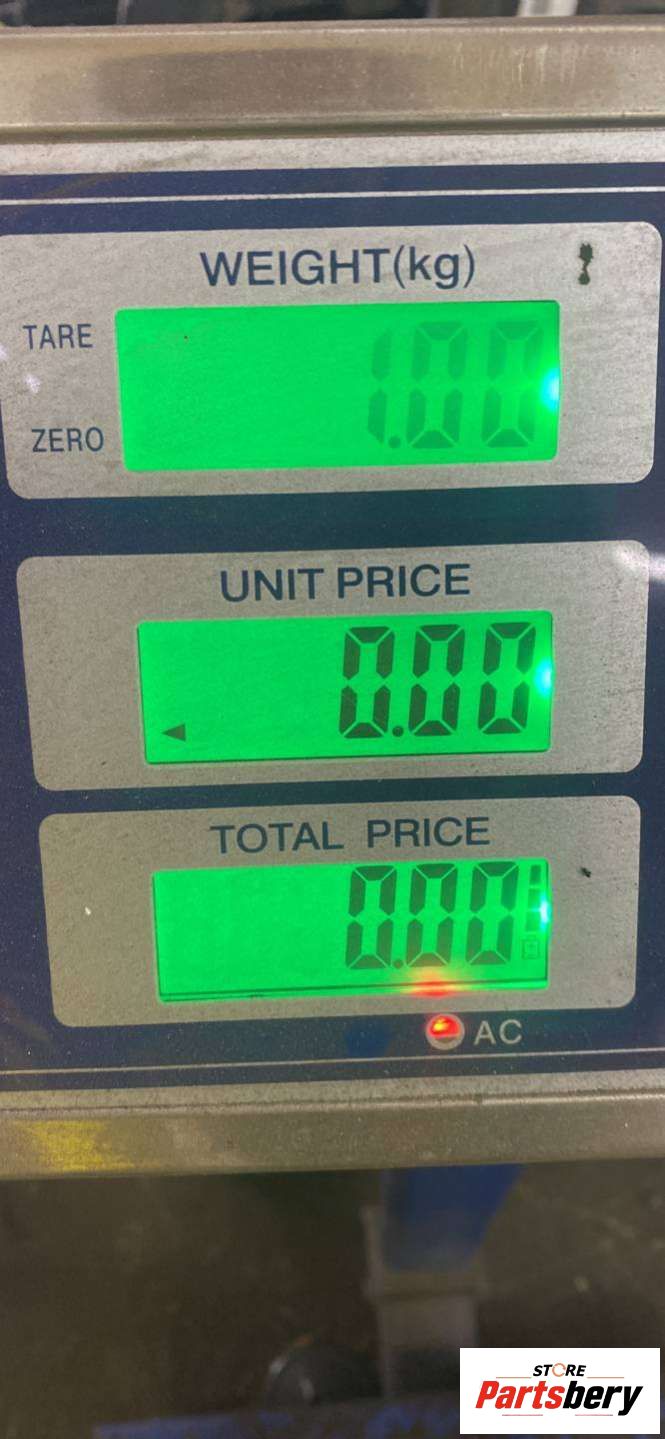 WEIGHT(kg)
TARE
1.00
ZERO
UNIT PRICE
0.00
TOTAL PRICE
0.00
AC
STORE
Partsbery